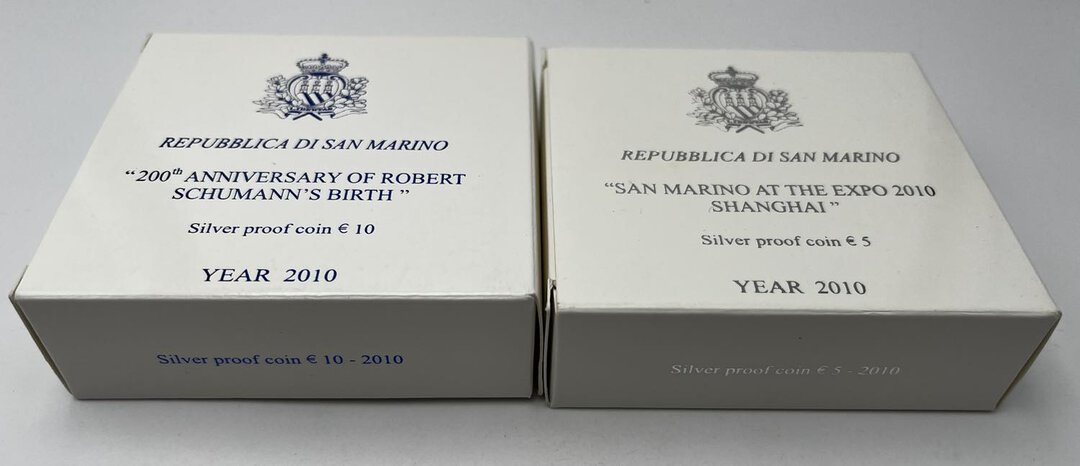 REPUBBLICA DI SAN MARINO
“200th ANNIVERSARY OF ROBERT
SCHUMANN’S BIRTH ”
Silver proof coin € 10
YEAR 2010
Silver proof coin € 10 - 2010
REPUBBLICA DI SAN MARINO
“SAN MARINO AT THE EXPO 2010
SHANGHAI”
Silver proof coin € 5
YEAR 2010
Silver proof coin € 5 - 2010